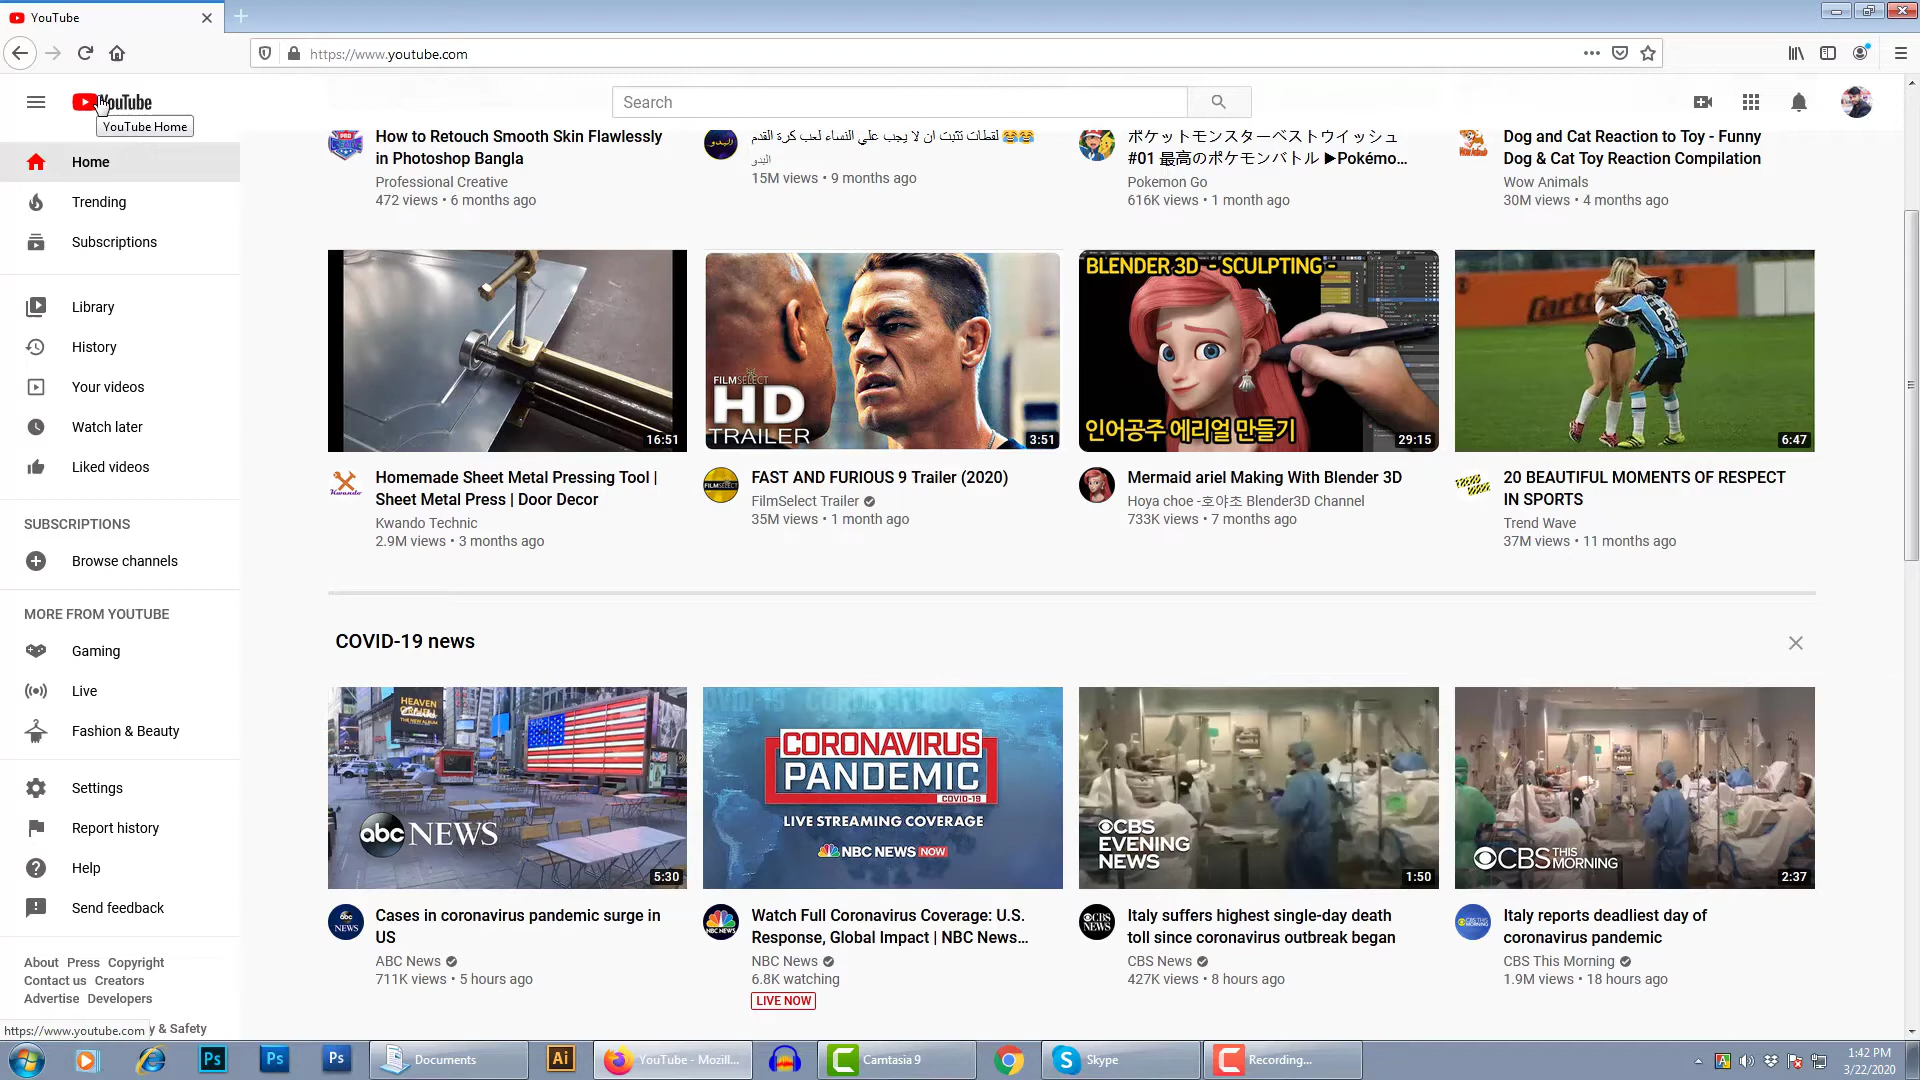 YouTube
https://www.youtube.com
YouTube
Search
YouTube Home
Home
Trending
Subscriptions
Library
History
Your videos
Watch later
Liked videos
SUBSCRIPTIONS
Browse channels
MORE FROM YOUTUBE
Gaming
Live
Fashion & Beauty
Settings
Report history
Help
Send feedback
About Press Copyright
Contact us Creators
Advertise Developers
y & Safety
https://www.youtube.com
How to Retouch Smooth Skin Flawlessly
in Photoshop Bangla
Professional Creative
472 views • 6 months ago
لقطات تثبت ان لا يجب علي النساء لعب كرة القدم 😂😂
البدو
15M views • 9 months ago
ポケットモンスターベストウイッシュ
#01 最高のポケモンバトル ▶Pokémo...
Pokemon Go
616K views • 1 month ago
Dog and Cat Reaction to Toy - Funny
Dog & Cat Toy Reaction Compilation
Wow Animals
30M views • 4 months ago
16:51
FILMSELECT
HD
TRAILER
3:51
BLENDER 3D - SCULPTING -
인어공주 에리얼 만들기
29:15
6:47
Homemade Sheet Metal Pressing Tool |
Sheet Metal Press | Door Decor
Kwando Technic
2.9M views • 3 months ago
FAST AND FURIOUS 9 Trailer (2020)
FilmSelect Trailer
35M views • 1 month ago
Mermaid ariel Making With Blender 3D
Hoya choe -호야초 Blender3D Channel
733K views • 7 months ago
20 BEAUTIFUL MOMENTS OF RESPECT
IN SPORTS
Trend Wave
37M views • 11 months ago
COVID-19 news
HEAVEN
abc NEWS
5:30
CORONAVIRUS
PANDEMIC
COVID-19
LIVE STREAMING COVERAGE
NBC NEWS NOW
CBS
EVENING
NEWS
1:50
CBS THIS MORNING
2:37
Cases in coronavirus pandemic surge in
US
ABC News
711K views • 5 hours ago
Watch Full Coronavirus Coverage: U.S.
Response, Global Impact | NBC News...
NBC News
6.8K watching
LIVE NOW
Italy suffers highest single-day death
toll since coronavirus outbreak began
CBS News
427K views • 8 hours ago
Italy reports deadliest day of
coronavirus pandemic
CBS This Morning
1.9M views • 18 hours ago
Ps
Ps
Ps
Documents
Ai
YouTube - Mozill...
Camtasia 9
Skype
Recording...
1:42 PM
3/22/2020